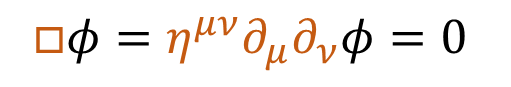 □ϕ = η^{μν}∂_μ∂_νϕ = 0